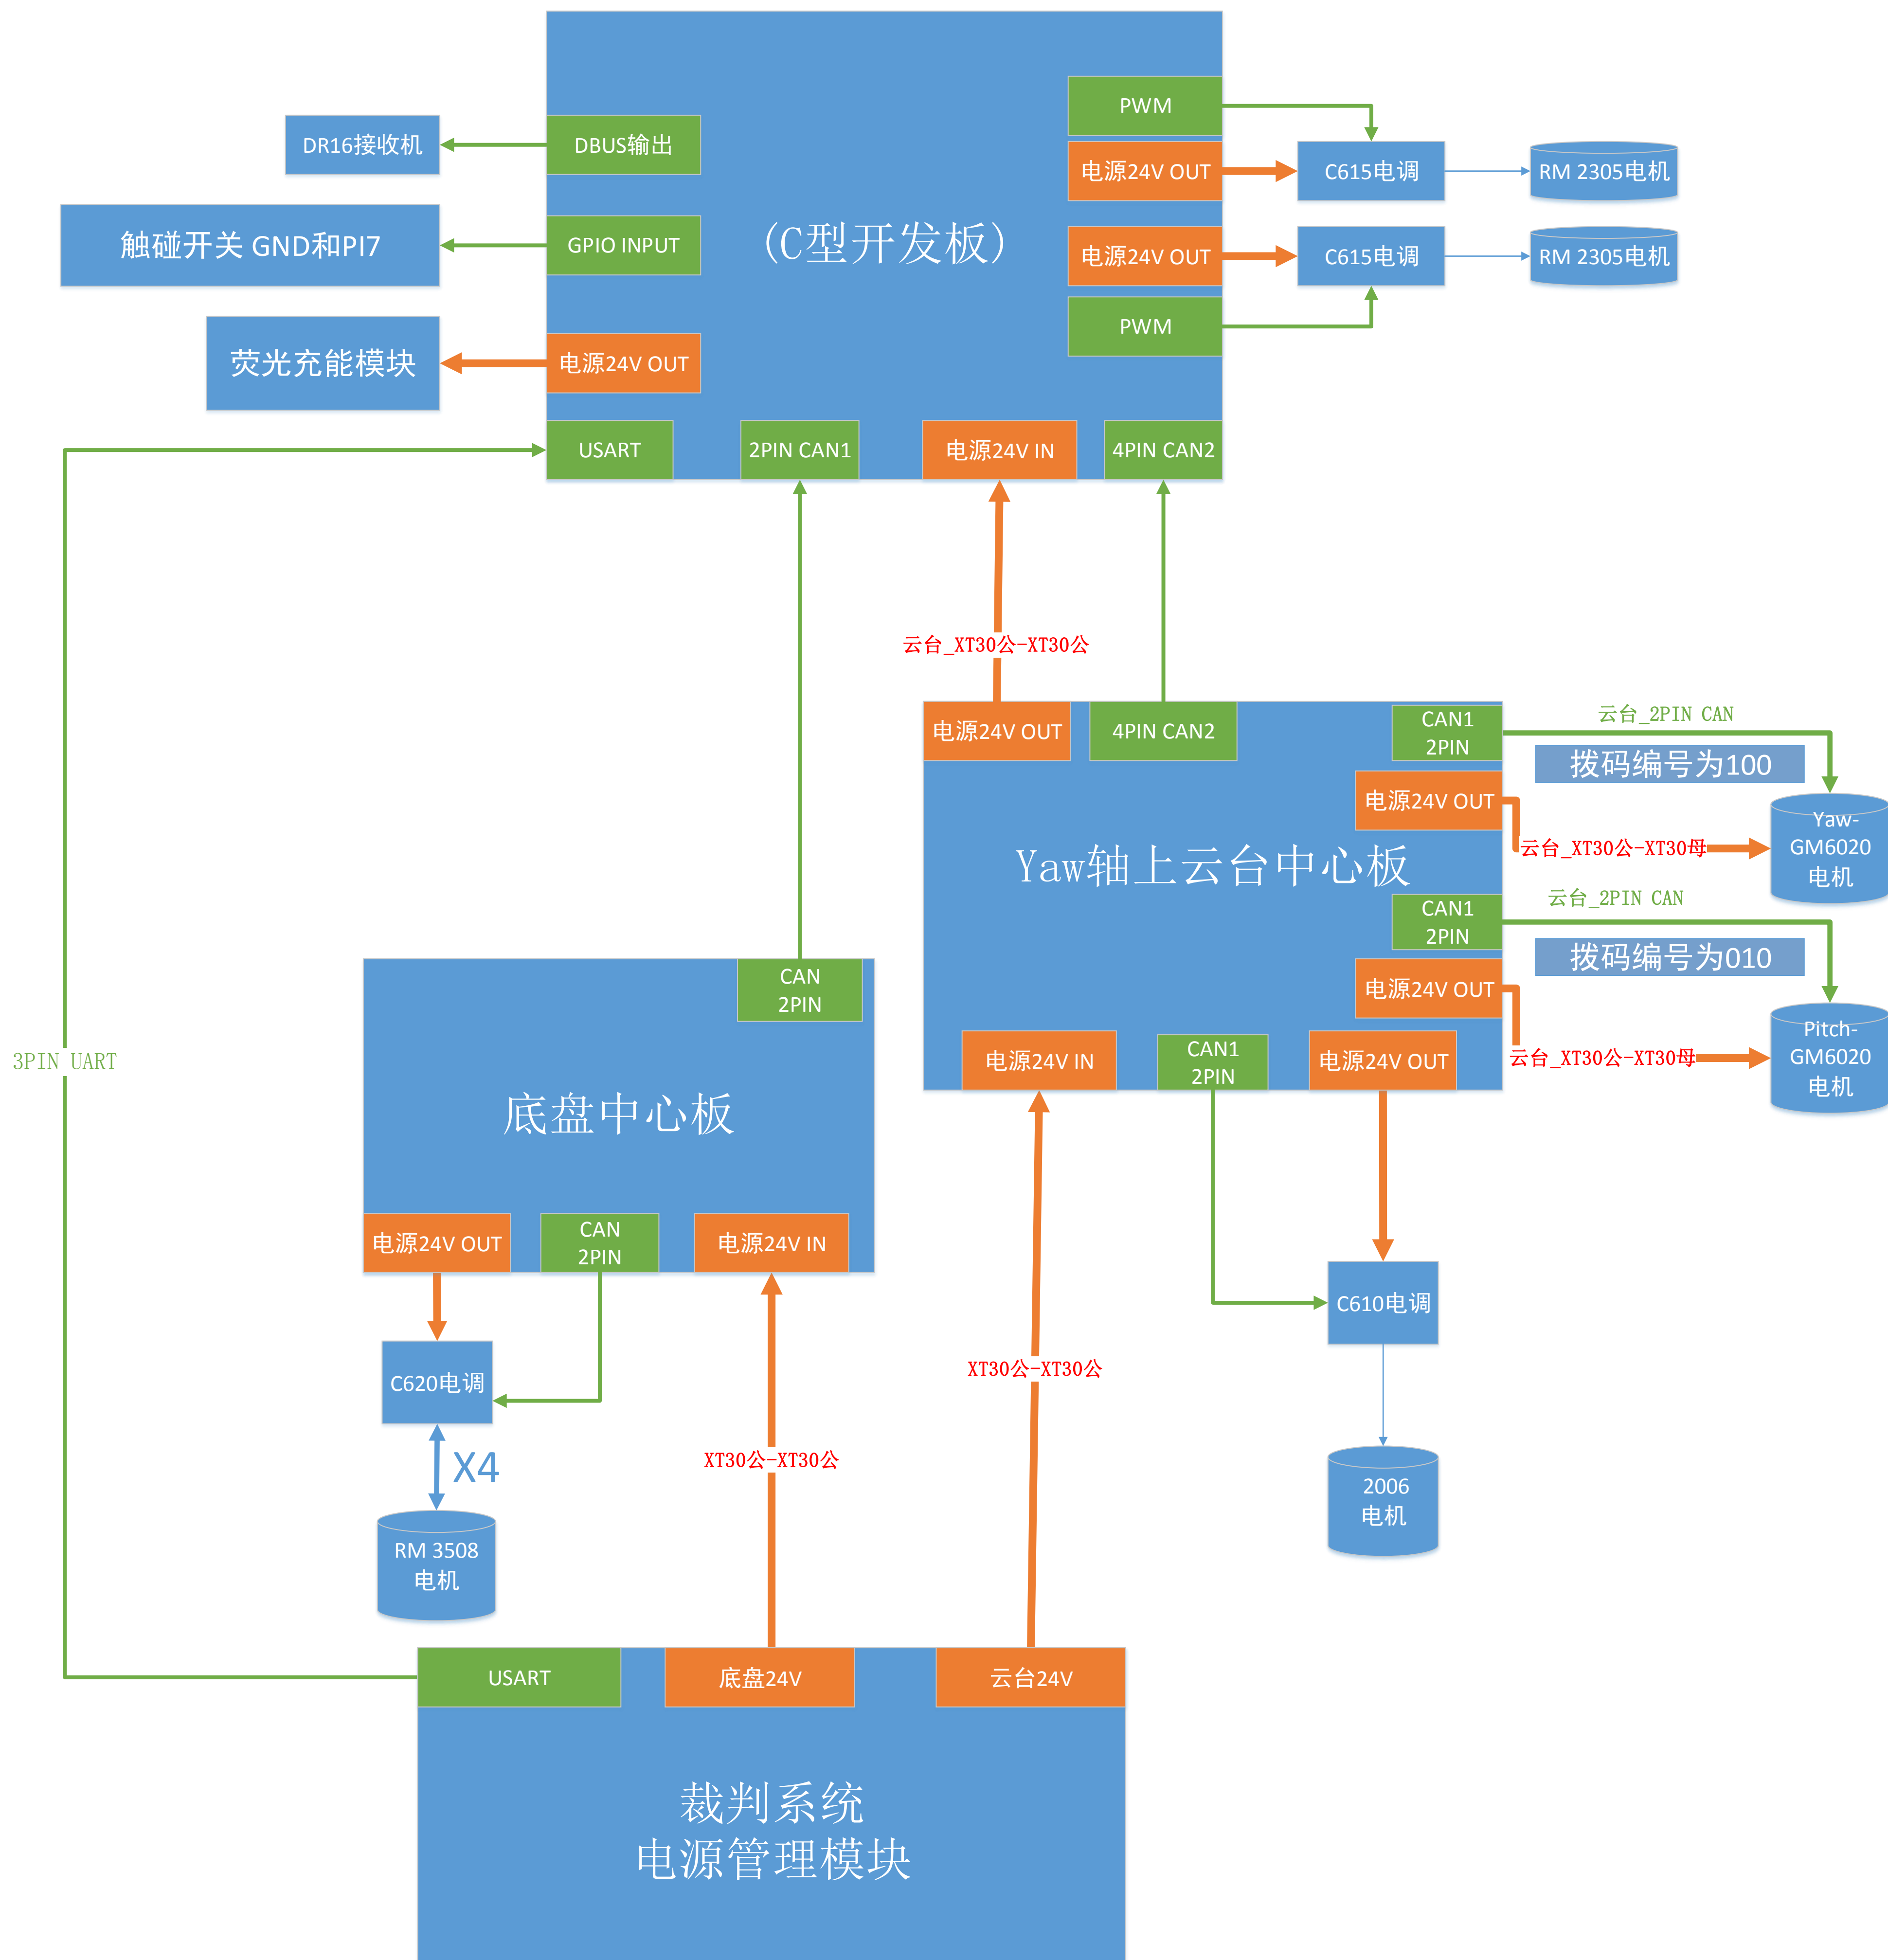 PWM
DR16接收机
DBUS输出
电源24V OUT
C615电调
RM 2305电机
触碰开关 GND和PI7
GPIO INPUT
(C型开发板)
电源24V OUT
C615电调
RM 2305电机
PWM
荧光充能模块
电源24V OUT
USART
2PIN CAN1
电源24V IN
4PIN CAN2
云台_XT30公-XT30公
电源24V OUT
4PIN CAN2
CAN1
2PIN
云台_2PIN CAN
拨码编号为100
电源24V OUT
云台_XT30公-XT30母
Yaw-
GM6020
电机
Yaw轴上云台中心板
CAN1
2PIN
云台_2PIN CAN
拨码编号为010
电源24V OUT
云台_XT30公-XT30母
Pitch-
GM6020
电机
电源24V IN
CAN1
2PIN
电源24V OUT
CAN
2PIN
3PIN UART
底盘中心板
电源24V OUT
CAN
2PIN
电源24V IN
C610电调
C620电调
XT30公-XT30公
X4
XT30公-XT30公
2006
电机
RM 3508
电机
USART
底盘24V
云台24V
裁判系统
电源管理模块